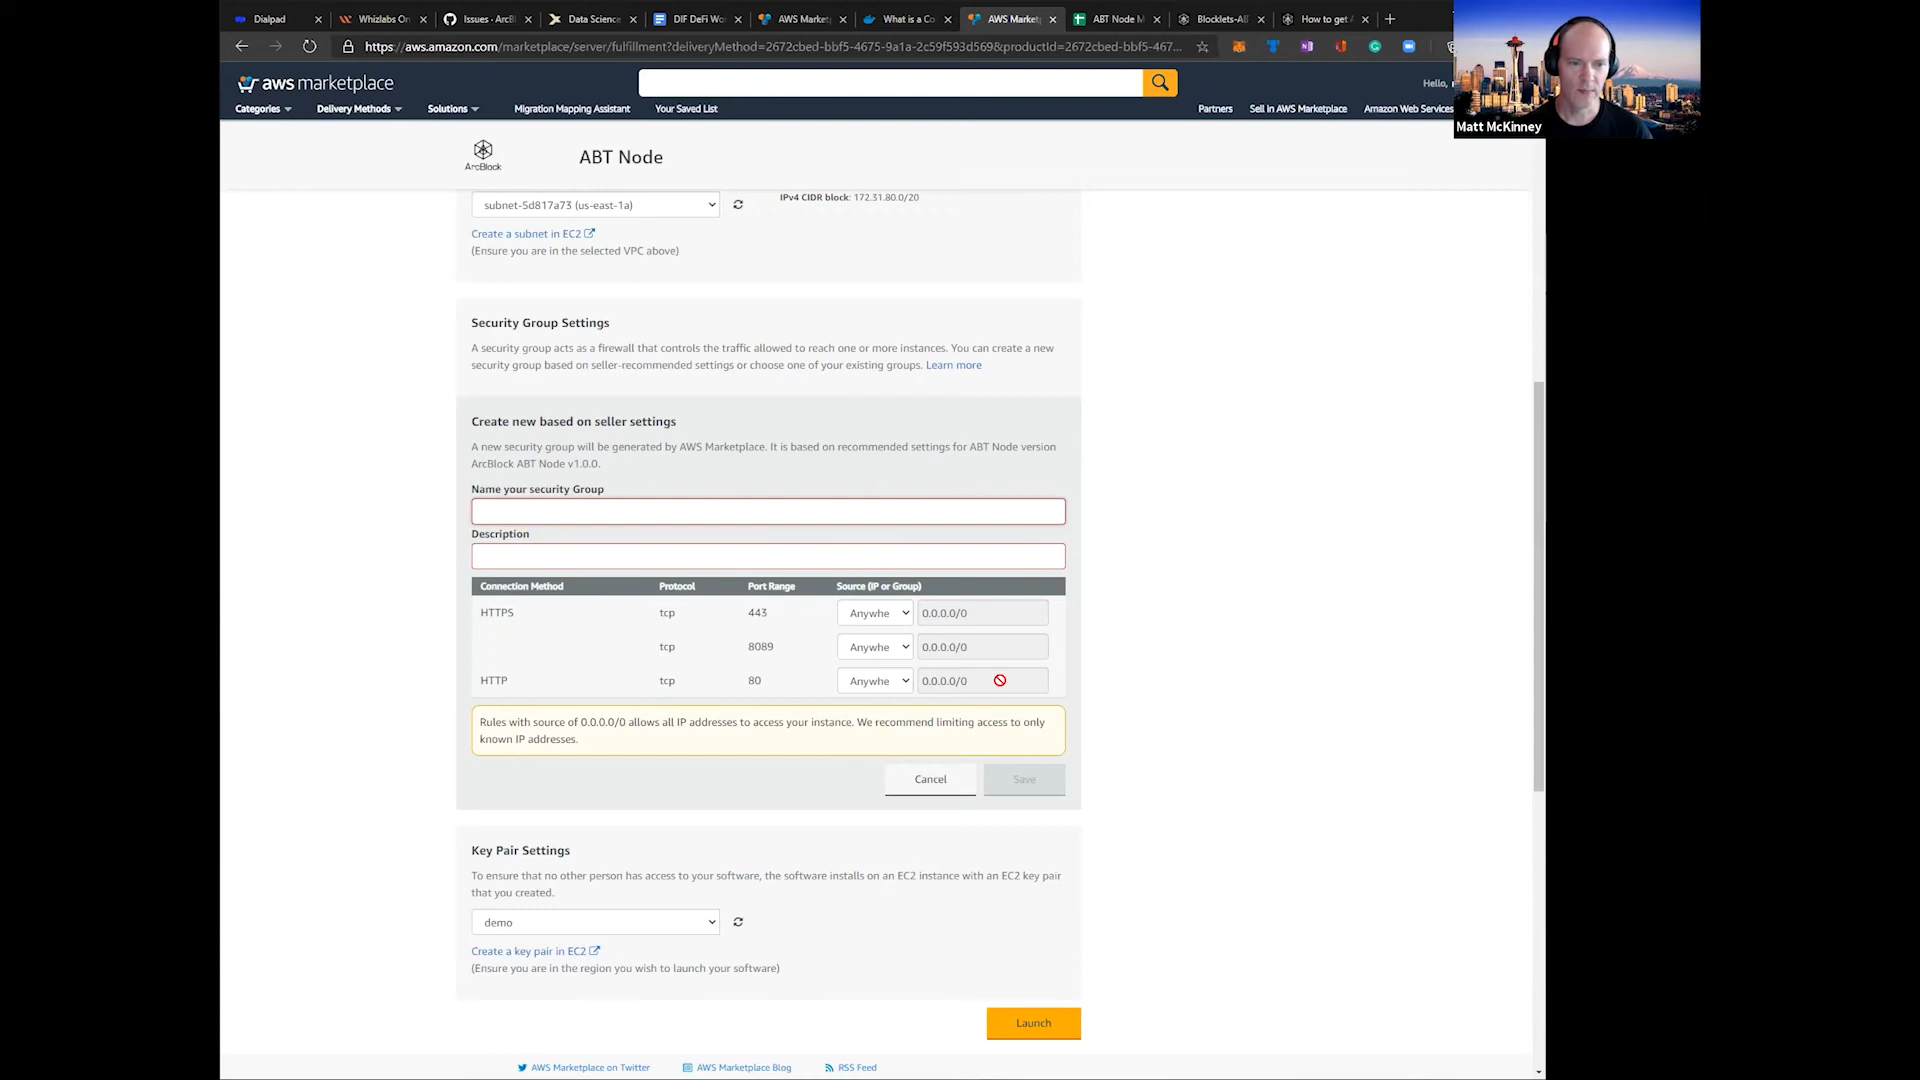 Dialpad
Whizlabs On
Issues · ArcBl
Data Science
DIF DeFi Wo
AWS Market
What is a Co
AWS Market
ABT Node M
Blocklets-AB
How to get A
https://aws.amazon.com/marketplace/server/fulfillment?deliveryMethod=2672cbed-bbf5-4675-9a1a-2c59f593d569&productId=2672cbed-bbf5-467...
aws marketplace
Hello,
Categories
Delivery Methods
Solutions
Migration Mapping Assistant
Your Saved List
Partners
Sell in AWS Marketplace
Amazon Web Services
Matt McKinney
ArcBlock
ABT Node
subnet-5d817a73 (us-east-1a)
IPv4 CIDR block: 172.31.80.0/20
Create a subnet in EC2
(Ensure you are in the selected VPC above)
Security Group Settings
A security group acts as a firewall that controls the traffic allowed to reach one or more instances. You can create a new
security group based on seller-recommended settings or choose one of your existing groups. Learn more
Create new based on seller settings
A new security group will be generated by AWS Marketplace. It is based on recommended settings for ABT Node version
ArcBlock ABT Node v1.0.0.
Name your security Group
Description
Connection Method Protocol Port Range Source (IP or Group)
HTTPS tcp 443 Anywhe 0.0.0.0/0
tcp 8089 Anywhe 0.0.0.0/0
HTTP tcp 80 Anywhe 0.0.0.0/0
Rules with source of 0.0.0.0/0 allows all IP addresses to access your instance. We recommend limiting access to only
known IP addresses.
Cancel
Save
Key Pair Settings
To ensure that no other person has access to your software, the software installs on an EC2 instance with an EC2 key pair
that you created.
demo
Create a key pair in EC2
(Ensure you are in the region you wish to launch your software)
Launch
AWS Marketplace on Twitter
AWS Marketplace Blog
RSS Feed